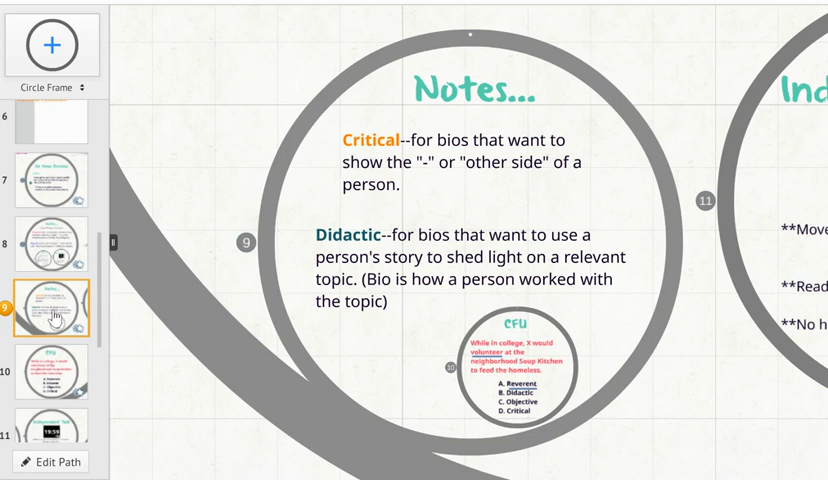 Circle Frame
6
7
8
9
10
11
19:59
Edit Path
Notes...
Critical--for bios that want to
show the "-" or "other side" of a
person.
9
Didactic--for bios that want to use a
person's story to shed light on a relevant
topic. (Bio is how a person worked with
the topic)
10
CFU
While in college, X would
volunteer at the
neighborhood Soup Kitchen
to feed the homeless.
A. Reverent
B. Didactic
C. Objective
D. Critical
11
Ind
**Move
**Read
**No h